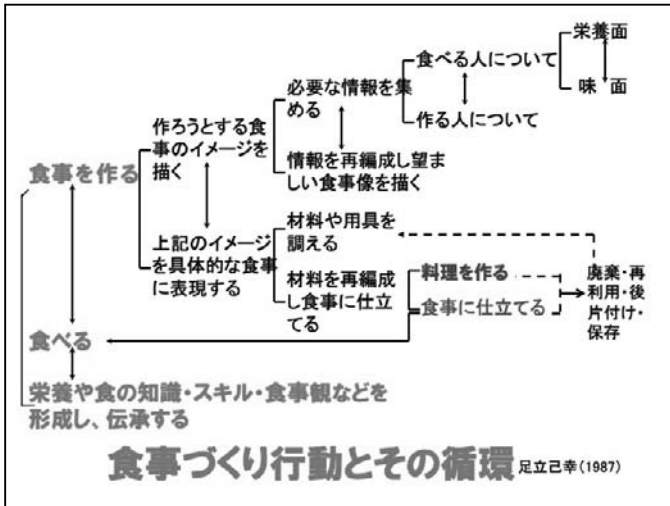 栄養面
味 面
食べる人について
作る人について
必要な情報を集
める
情報を再編成し望ま
しい食事像を描く
作ろうとする食
事のイメージを
描く
食事を作る
上記のイメージ
を具体的な食事
に表現する
材料や用具を
調える
材料を再編成
し食事に仕立
てる
料理を作る
食事に仕立てる
廃棄・再
利用・後
片付け・
保存
食べる
栄養や食の知識・スキル・食事観などを
形成し、伝承する
食事づくり行動とその循環 足立己幸(1987)